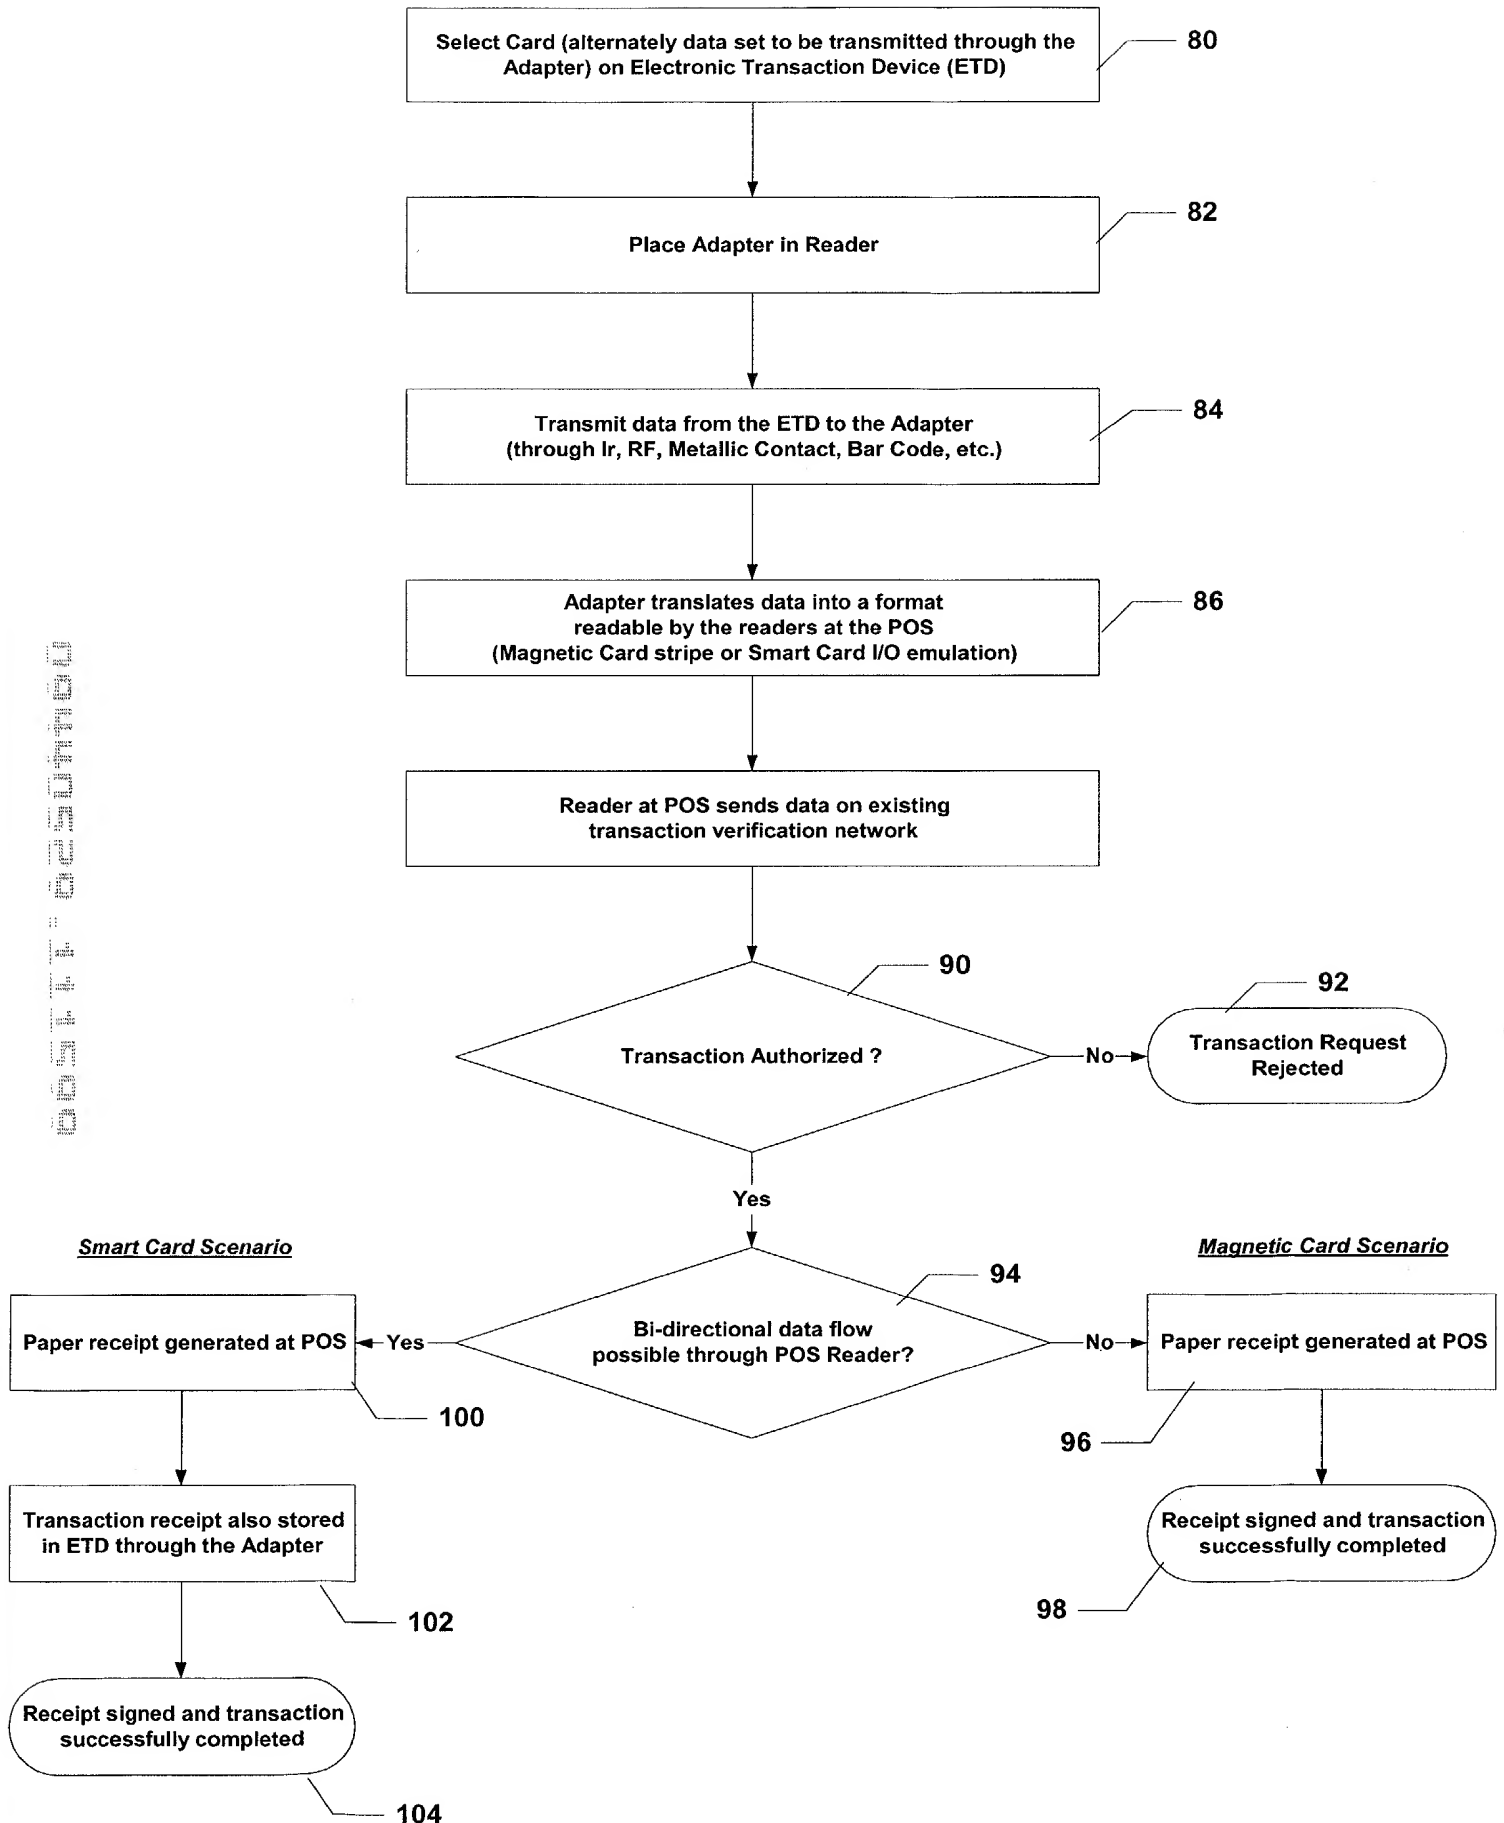 Select Card (alternately data set to be transmitted through the
Adapter) on Electronic Transaction Device (ETD)
80
Place Adapter in Reader
82
Transmit data from the ETD to the Adapter
(through Ir, RF, Metallic Contact, Bar Code, etc.)
84
Adapter translates data into a format
readable by the readers at the POS
(Magnetic Card stripe or Smart Card I/O emulation)
86
Reader at POS sends data on existing
transaction verification network
90
Transaction Authorized ?
No
92
Transaction Request
Rejected
Yes
Smart Card Scenario
Magnetic Card Scenario
94
Bi-directional data flow
possible through POS Reader?
Yes
No
Paper receipt generated at POS
100
Paper receipt generated at POS
96
Transaction receipt also stored
in ETD through the Adapter
102
Receipt signed and transaction
successfully completed
98
Receipt signed and transaction
successfully completed
104